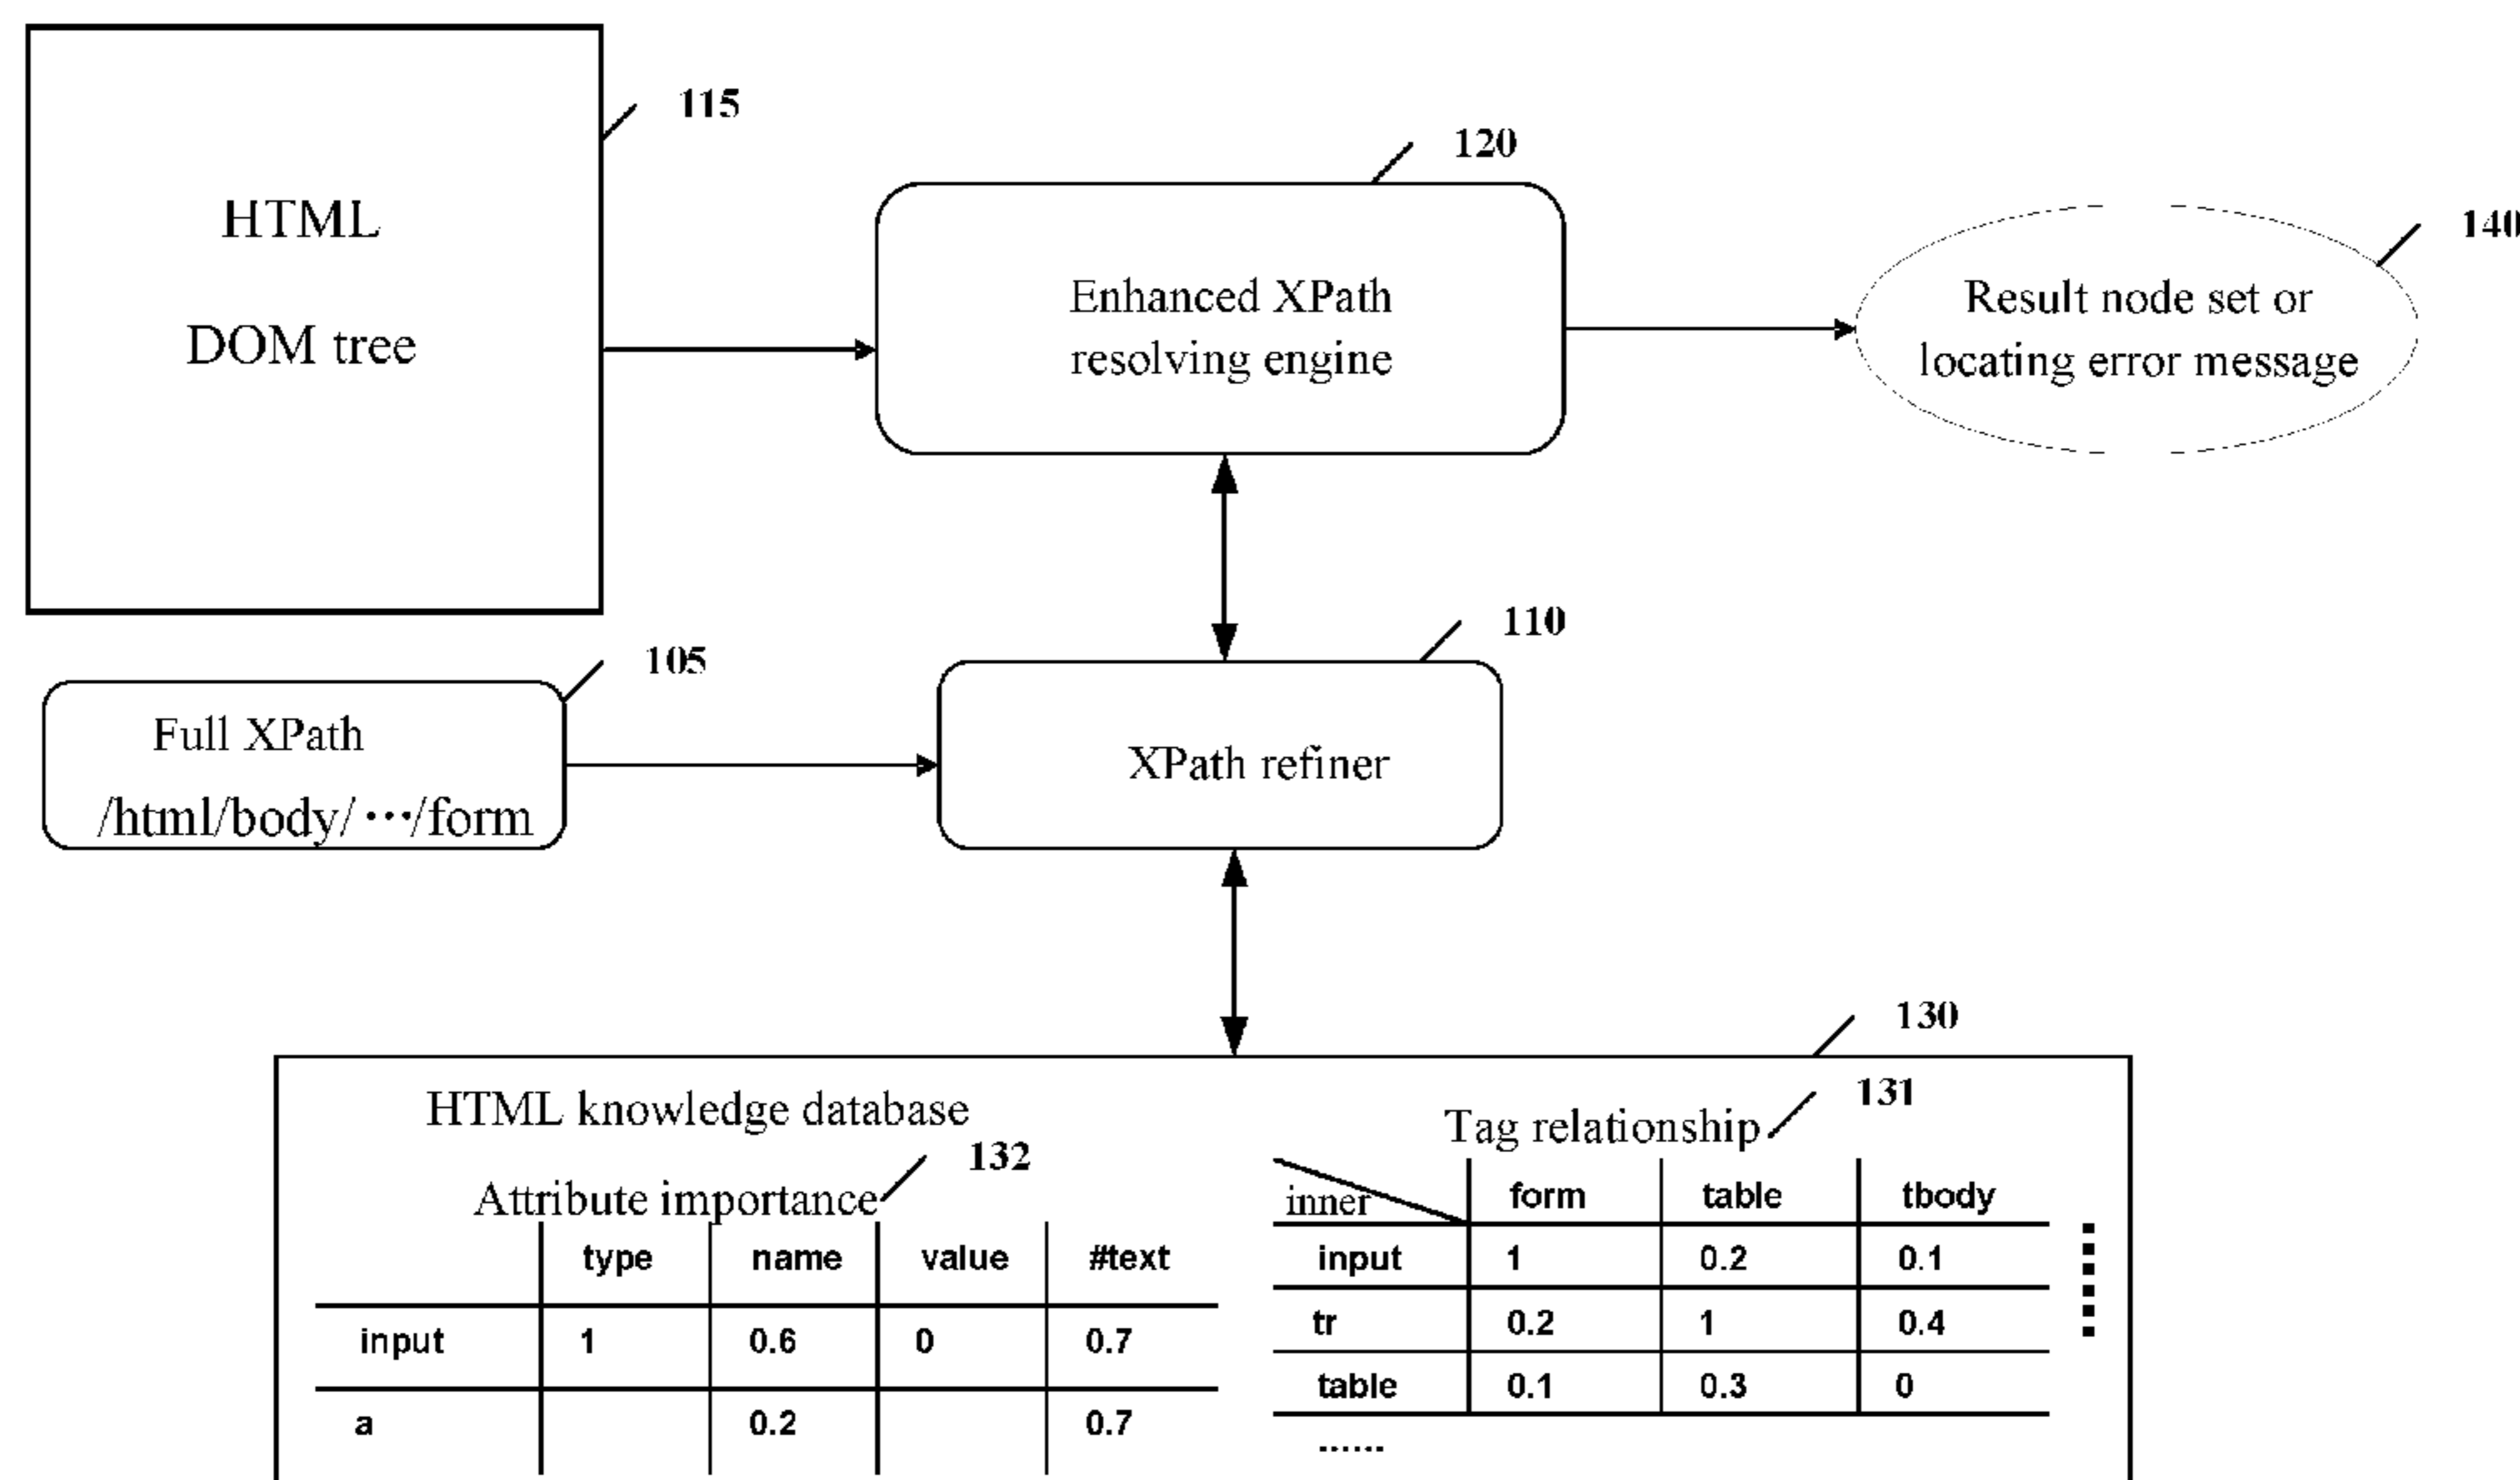 115
HTML
DOM tree
120
Enhanced XPath
resolving engine
140
Result node set or
locating error message
105
Full XPath
/html/body/ ···/form
110
XPath refiner
130
HTML knowledge database
132
Attribute importance
type name value #text
input 1 0.6 0 0.7
a 0.2 0.7
131
Tag relationship
inner form table tbody
input 1 0.2 0.1
tr 0.2 1 0.4
table 0.1 0.3 0
......